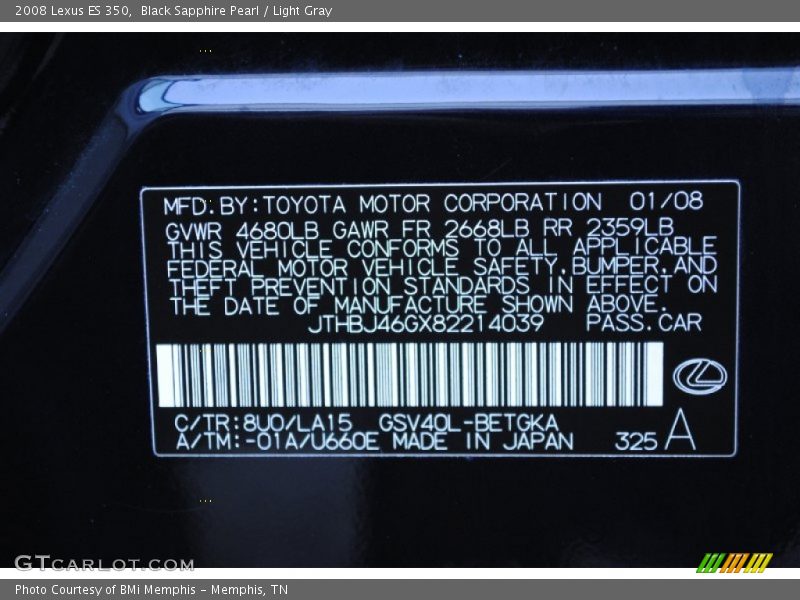 2008 Lexus ES 350,  Black Sapphire Pearl / Light Gray
MFD.BY:TOYOTA MOTOR CORPORATION 01/08
GVWR 4680LB GAWR FR 2668LB RR 2359LB
THIS VEHICLE CONFORMS TO ALL APPLICABLE
FEDERAL MOTOR VEHICLE SAFETY,BUMPER,AND
THEFT PREVENTION STANDARDS IN EFFECT ON
THE DATE OF MANUFACTURE SHOWN ABOVE.
JTHBJ46GX82214039 PASS.CAR
C/TR:8U0/LA15 GSV40L-BETGKA
A/TM:-01A/U660E MADE IN JAPAN 325 A
GTCARLOT.COM
Photo Courtesy of BMi Memphis – Memphis, TN